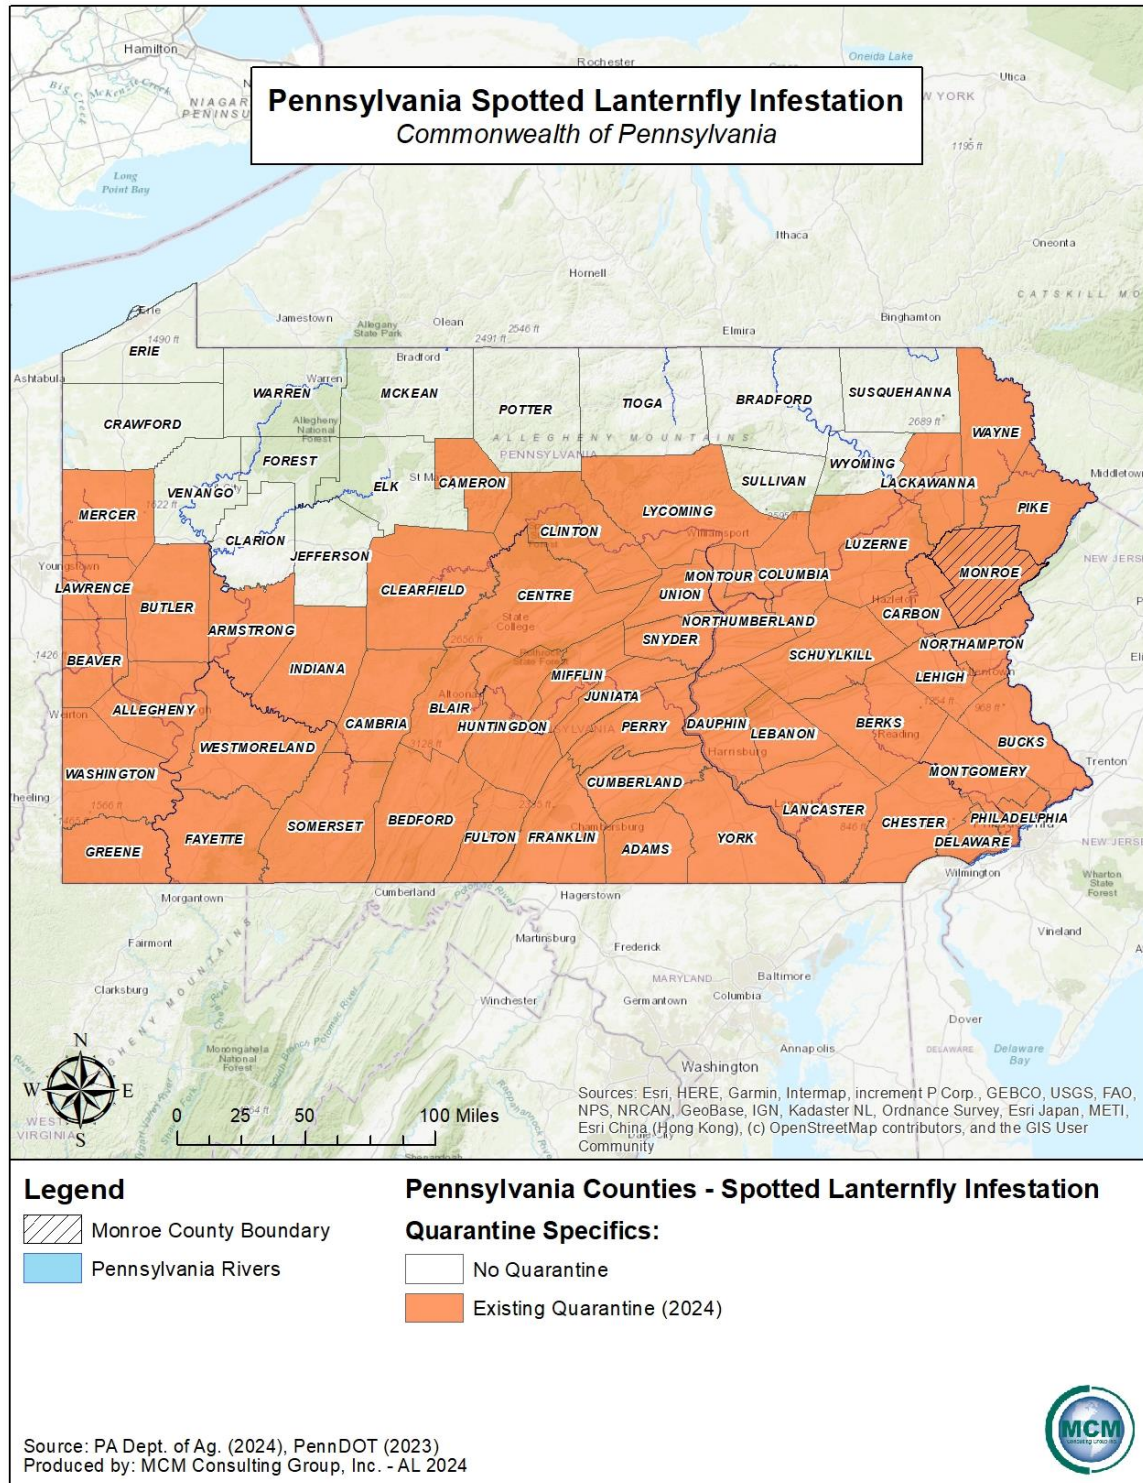 Hamilton
Rochester
Oneida Lake
Utica
Pennsylvania Spotted Lanternfly Infestation
Commonwealth of Pennsylvania
1195 ft
Long
Point Bay
Ithaca
Oneonta
Hornell
Jamestown
Allegany
State Park
Olean
2546 ft
2491 ft
Elmira
Binghamton
Erie
1490 ft
ERIE
Ashtabula
Bradford
WARREN
Warren
MCKEAN
POTTER
TIOGA
BRADFORD
SUSQUEHANNA
2689 ft
CRAWFORD
Allegheny
National
Forest
ALLEGHENY MOUNTAINS
PENNSYLVANIA
WAYNE
FOREST
WYOMING
Middletown
VENANGO
ELK
CAMERON
SULLIVAN
LACKAWANNA
MERCER
LYCOMING
PIKE
CLARION
CLINTON
Williamsport
LUZERNE
JEFFERSON
NEW JERSEY
Youngstown
MONROE
LAWRENCE
BUTLER
CLEARFIELD
CENTRE
MONTOUR
COLUMBIA
UNION
Hazleton
CARBON
ARMSTRONG
State
College
NORTHUMBERLAND
2656 ft
SNYDER
NORTHAMPTON
1426 ft
BEAVER
INDIANA
SCHUYLKILL
LEHIGH
MIFFLIN
Altoona
JUNIATA
1254 ft
968 ft
Weirton
ALLEGHENY
CAMBRIA
BLAIR
HUNTINGDON
PERRY
DAUPHIN
LEBANON
BERKS
Reading
BUCKS
WESTMORELAND
3128 ft
Harrisburg
Trenton
WASHINGTON
CUMBERLAND
MONTGOMERY
Wheeling
1566 ft
LANCASTER
CHESTER
PHILADELPHIA
SOMERSET
BEDFORD
Chambersburg
GREENE
FAYETTE
FULTON
FRANKLIN
ADAMS
YORK
DELAWARE
NEW JERSEY
Morgantown
Cumberland
Hagerstown
Wilmington
Wharton
State
Forest
Fairmont
Martinsburg
Frederick
Vineland
MARYLAND
Baltimore
Clarksburg
Winchester
Germantown
Columbia
Dover
Monongahela
National
Forest
Annapolis
DELAWARE
Delaware
Bay
Washington
N
W
E
S
WEST
VIRGINIA
0
25
50
100 Miles
Sources: Esri, HERE, Garmin, Intermap, increment P Corp., GEBCO, USGS, FAO,
NPS, NRCAN, GeoBase, IGN, Kadaster NL, Ordnance Survey, Esri Japan, METI,
Esri China (Hong Kong), (c) OpenStreetMap contributors, and the GIS User
Community
Legend
Monroe County Boundary
Pennsylvania Rivers
Pennsylvania Counties - Spotted Lanternfly Infestation
Quarantine Specifics:
No Quarantine
Existing Quarantine (2024)
MCM
Source: PA Dept. of Ag. (2024), PennDOT (2023)
Produced by: MCM Consulting Group, Inc. - AL 2024